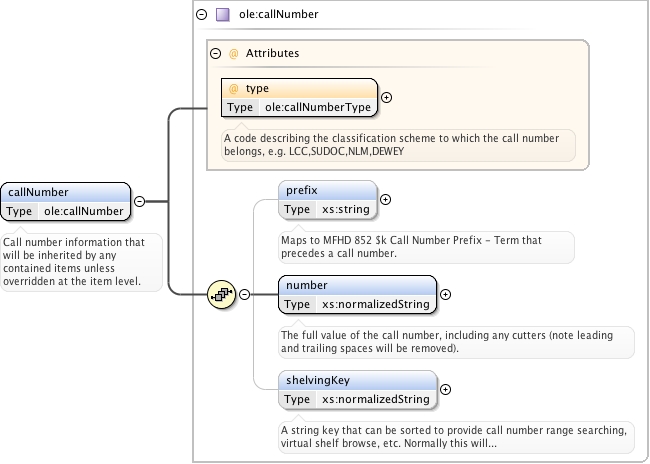 ole:callNumber
@ Attributes
@ type
Type ole:callNumberType
A code describing the classification scheme to which the call number
belongs, e.g. LCC,SUDOC,NLM,DEWEY
callNumber
Type ole:callNumber
Call number information that
will be inherited by any
contained items unless
overridden at the item level.
prefix
Type xs:string
Maps to MFHD 852 $k Call Number Prefix – Term that
precedes a call number.
number
Type xs:normalizedString
The full value of the call number, including any cutters (note leading
and trailing spaces will be removed).
shelvingKey
Type xs:normalizedString
A string key that can be sorted to provide call number range searching,
virtual shelf browse, etc. Normally this will...